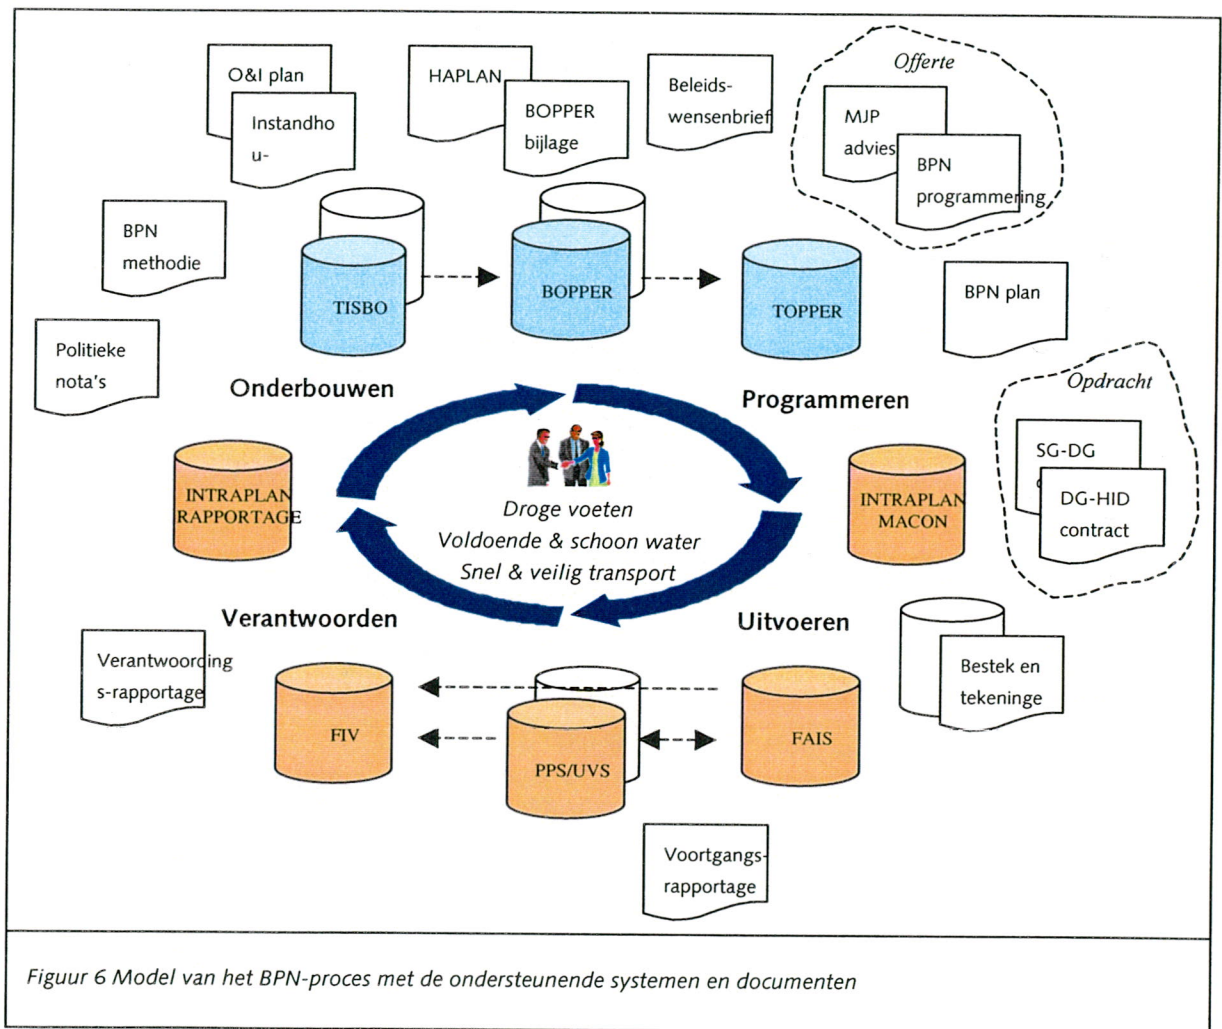 O&I plan
Instandho
u-
HAPLAN
BOPPER
bijlage
Beleids-
wensenbrief
Offerte
MJP
advies
BPN
programmering
BPN
methodie
TISBO
BOPPER
TOPPER
BPN plan
Politieke
nota's
Onderbouwen
Programmeren
Opdracht
SG-DG
DG-HID
contract
INTRAPLAN
RAPPORTAGE
INTRAPLAN
MACON
Droge voeten
Voldoende & schoon water
Snel & veilig transport
Verantwoorden
Uitvoeren
Verantwoording
s-rapportage
FIV
PPS/UVS
FAIS
Bestek en
tekeninge
Voortgangs-
rapportage
Figuur 6 Model van het BPN-proces met de ondersteunende systemen en documenten